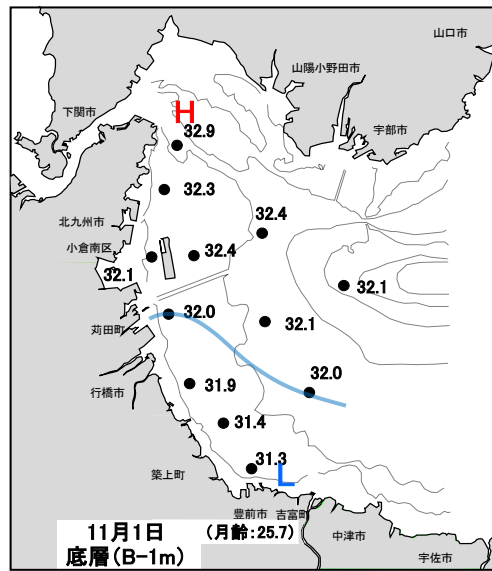 山口市
山陽小野田市
下関市
宇部市
H
32.9
32.3
北九州市
小倉南区
32.4
32.4
32.1
32.1
苅田町
32.0
32.1
行橋市
31.9
32.0
31.4
築上町
31.3
L
豊前市 吉富町
11月1日 (月齢:25.7)
底層(B-1m)
中津市
宇佐市